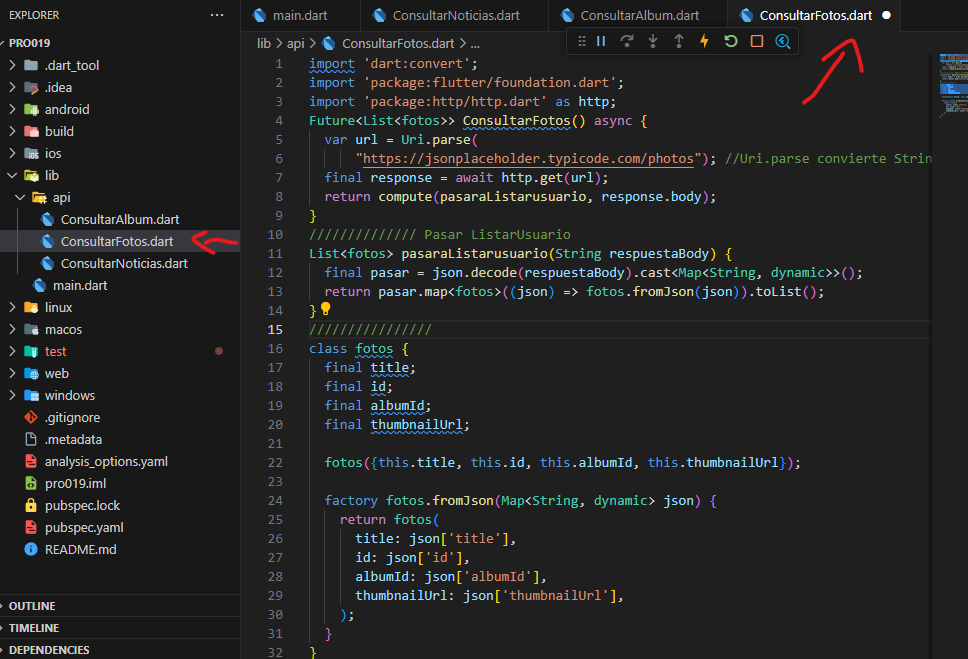 EXPLORER
PRO019
.dart_tool
.idea
android
build
ios
lib
api
ConsultarAlbum.dart
ConsultarFotos.dart
ConsultarNoticias.dart
main.dart
linux
macos
test
web
windows
.gitignore
.metadata
analysis_options.yaml
pro019.iml
pubspec.lock
pubspec.yaml
README.md
OUTLINE
TIMELINE
DEPENDENCIES
main.dart
ConsultarNoticias.dart
ConsultarAlbum.dart
ConsultarFotos.dart
lib > api > ConsultarFotos.dart > ...
1 import 'dart:convert';
2 import 'package:flutter/foundation.dart';
3 import 'package:http/http.dart' as http;
4 Future<List<fotos>> ConsultarFotos() async {
5   var url = Uri.parse(
6       "https://jsonplaceholder.typicode.com/photos"); //Uri.parse convierte Strin
7   final response = await http.get(url);
8   return compute(pasaraListarusuario, response.body);
9 }
10 ////////////// Pasar ListarUsuario
11 List<fotos> pasaraListarusuario(String respuestaBody) {
12   final pasar = json.decode(respuestaBody).cast<Map<String, dynamic>>();
13   return pasar.map<fotos>((json) => fotos.fromJson(json)).toList();
14 }
15 ////////////////
16 class fotos {
17   final title;
18   final id;
19   final albumId;
20   final thumbnailUrl;
21
22   fotos({this.title, this.id, this.albumId, this.thumbnailUrl});
23
24   factory fotos.fromJson(Map<String, dynamic> json) {
25     return fotos(
26       title: json['title'],
27       id: json['id'],
28       albumId: json['albumId'],
29       thumbnailUrl: json['thumbnailUrl'],
30     );
31   }
32 }